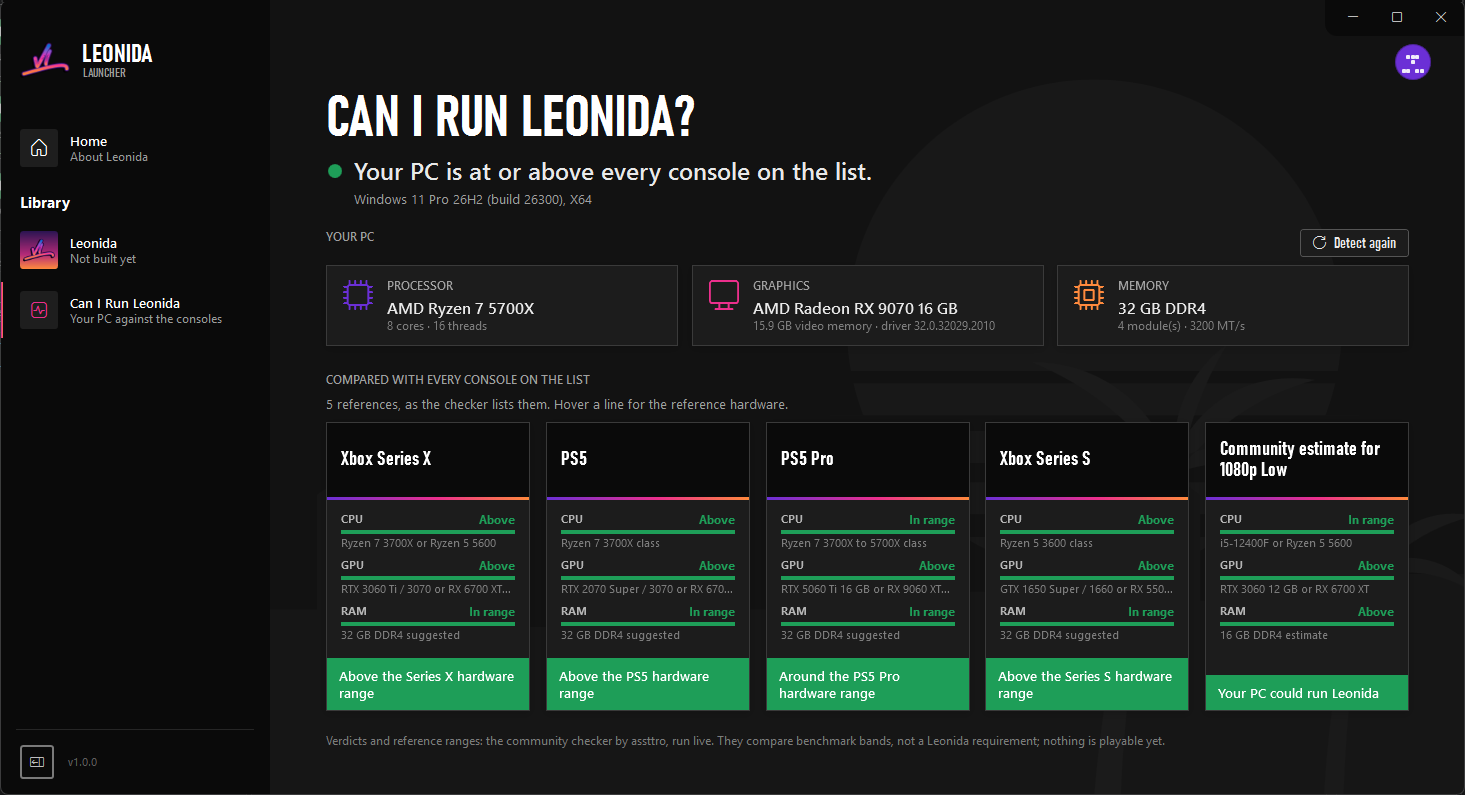 LEONIDA
LAUNCHER
Home
About Leonida
Library
Leonida
Not built yet
Can I Run Leonida
Your PC against the consoles
v1.0.0
CAN I RUN LEONIDA?
Your PC is at or above every console on the list.
Windows 11 Pro 26H2 (build 26300), X64
YOUR PC
Detect again
PROCESSOR
AMD Ryzen 7 5700X
8 cores · 16 threads
GRAPHICS
AMD Radeon RX 9070 16 GB
15.9 GB video memory · driver 32.0.32029.2010
MEMORY
32 GB DDR4
4 module(s) · 3200 MT/s
COMPARED WITH EVERY CONSOLE ON THE LIST
5 references, as the checker lists them. Hover a line for the reference hardware.
Xbox Series X
CPU Above
Ryzen 7 3700X or Ryzen 5 5600
GPU Above
RTX 3060 Ti / 3070 or RX 6700 XT...
RAM In range
32 GB DDR4 suggested
Above the Series X hardware
range
PS5
CPU Above
Ryzen 7 3700X class
GPU Above
RTX 2070 Super / 3070 or RX 670...
RAM In range
32 GB DDR4 suggested
Above the PS5 hardware
range
PS5 Pro
CPU In range
Ryzen 7 3700X to 5700X class
GPU Above
RTX 5060 Ti 16 GB or RX 9060 XT...
RAM In range
32 GB DDR4 suggested
Around the PS5 Pro
hardware range
Xbox Series S
CPU Above
Ryzen 5 3600 class
GPU Above
GTX 1650 Super / 1660 or RX 550...
RAM In range
32 GB DDR4 suggested
Above the Series S hardware
range
Community estimate for
1080p Low
CPU In range
i5-12400F or Ryzen 5 5600
GPU Above
RTX 3060 12 GB or RX 6700 XT
RAM Above
16 GB DDR4 estimate
Your PC could run Leonida
Verdicts and reference ranges: the community checker by assttro, run live. They compare benchmark bands, not a Leonida requirement; nothing is playable yet.